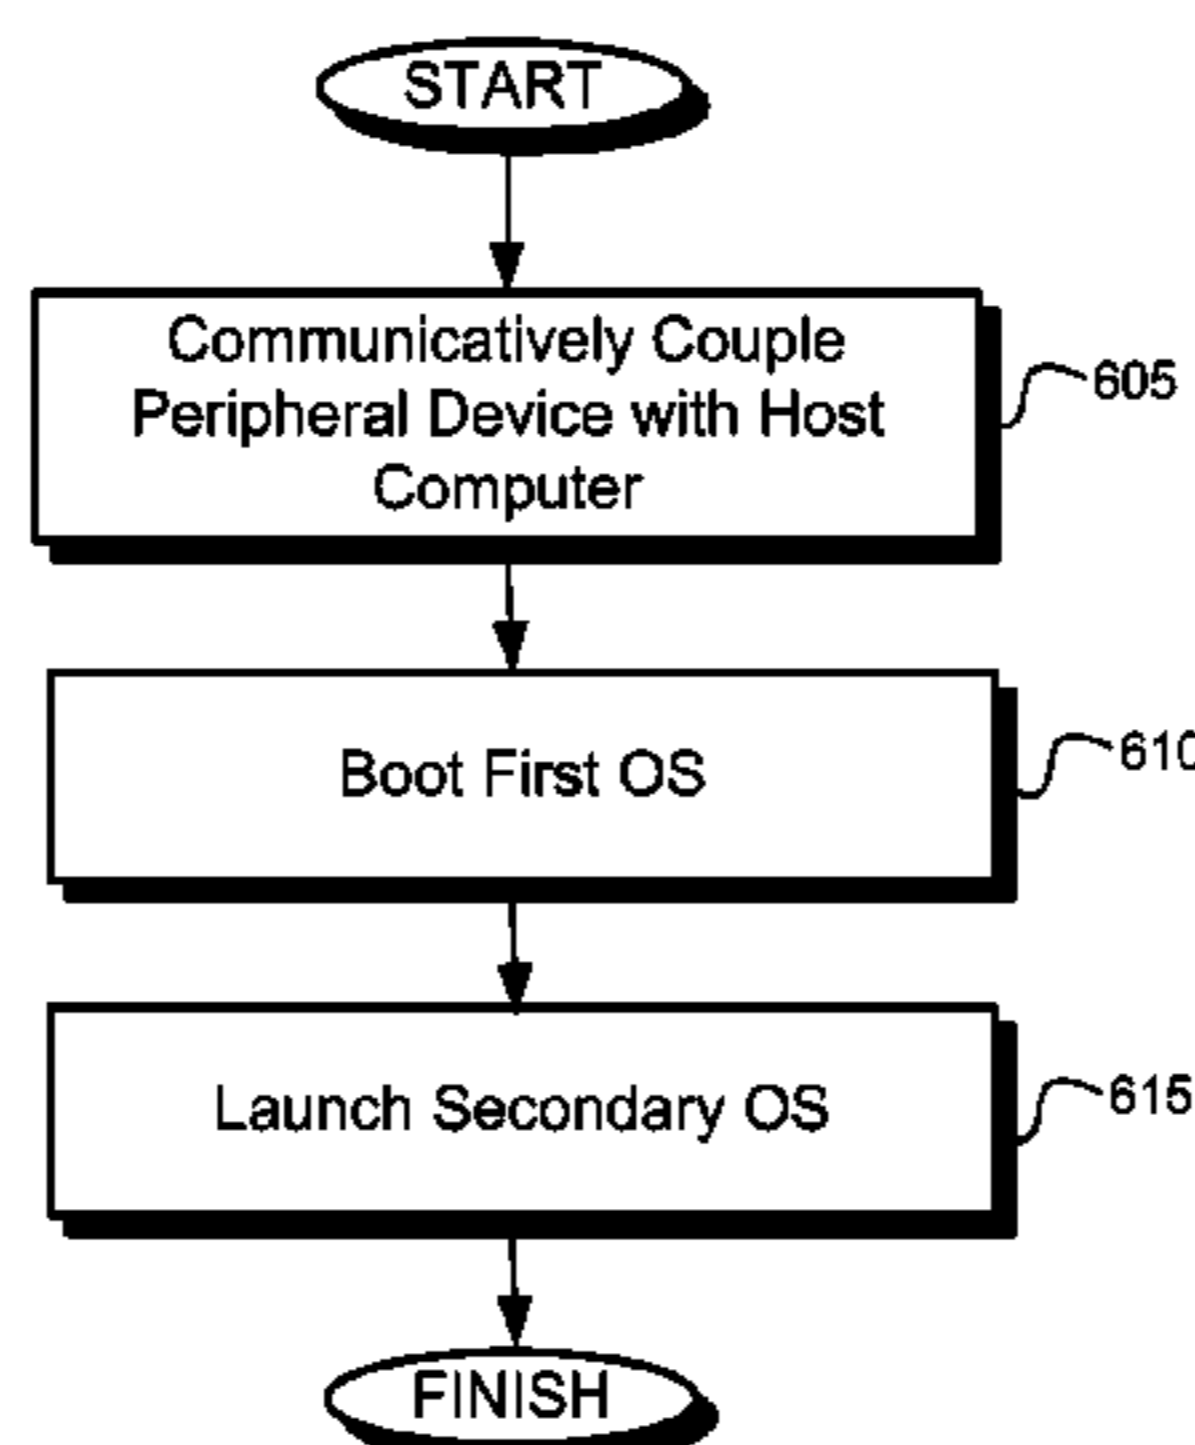 START
Communicatively Couple
Peripheral Device with Host
Computer
605
Boot First OS
610
Launch Secondary OS
615
FINISH